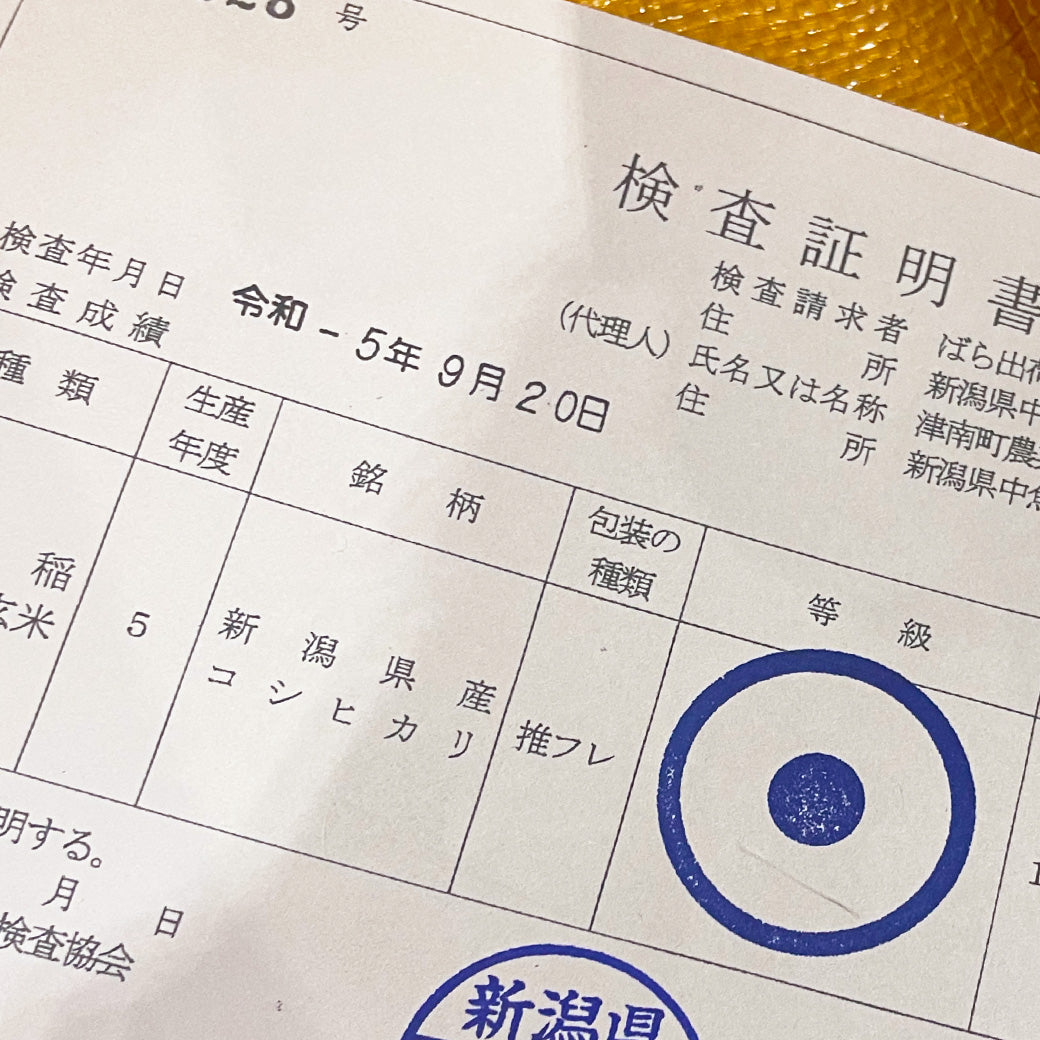 号
検査証明書
検査年月日 令和-5年9月20日
検査成績
検査請求者 ばら出荷
住所 新潟県中
(代理人) 氏名又は名称 津南町農
住所 新潟県中魚
種類 生産年度 銘柄 包装の種類 等級
稲
玄米
5
新潟県産
コシヒカリ
推フレ
明する。
月 日
検査協会
新潟県